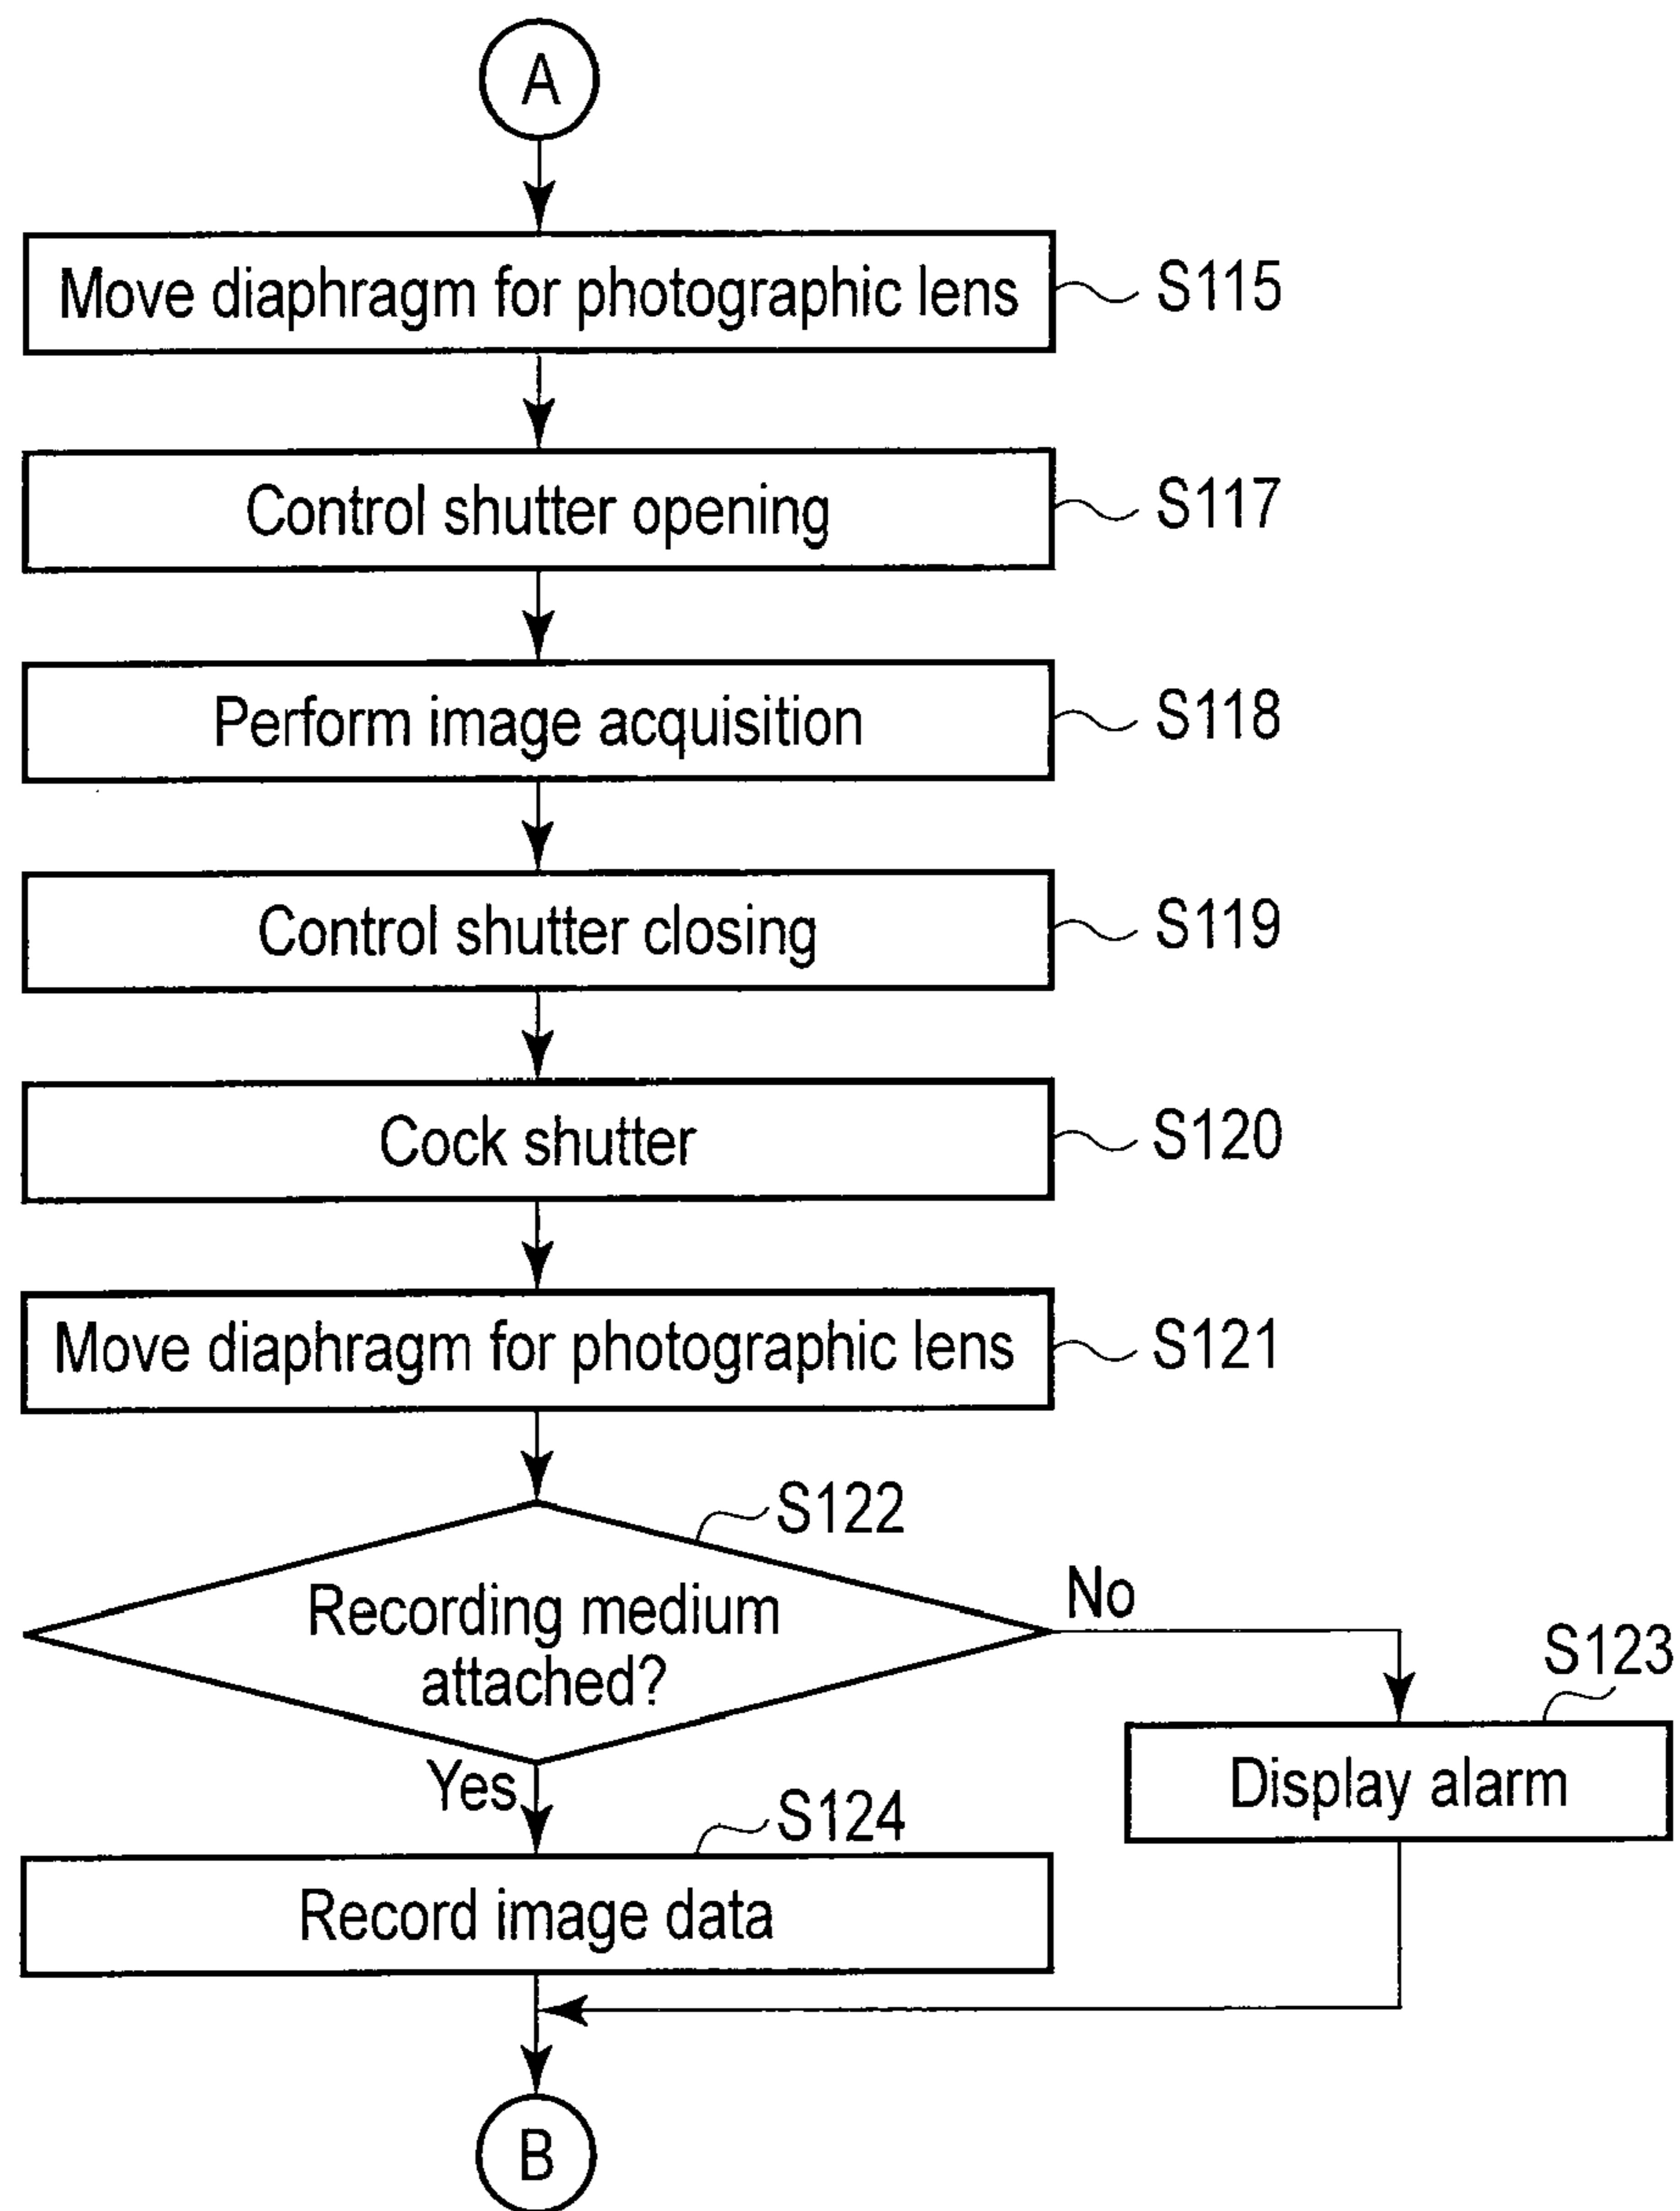 A
Move diaphragm for photographic lens
S115
Control shutter opening
S117
Perform image acquisition
S118
Control shutter closing
S119
Cock shutter
S120
Move diaphragm for photographic lens
S121
S122
Recording medium
attached?
No
Yes
S123
Display alarm
S124
Record image data
B